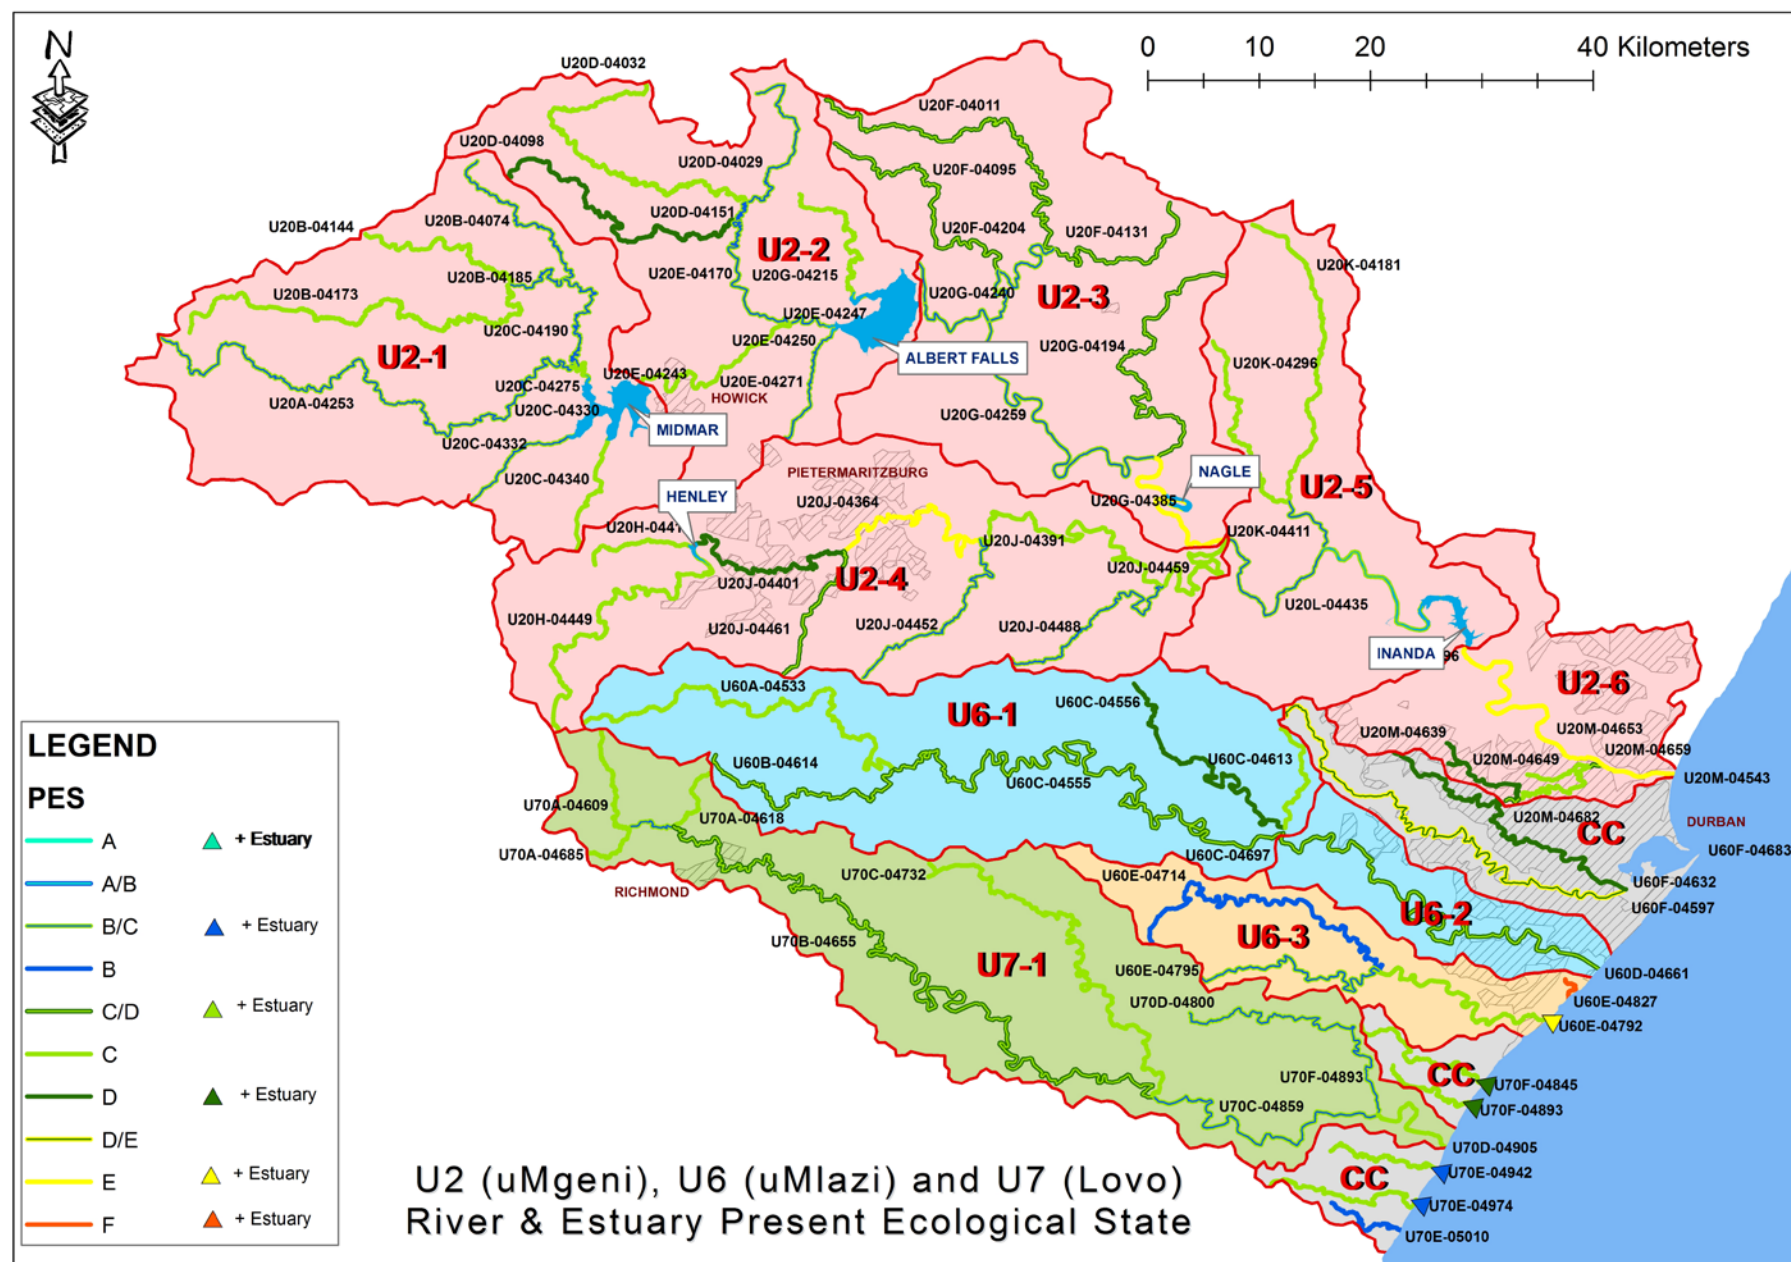 N
0 10 20 40 Kilometers
U20D-04032
U20F-04011
U20D-04098
U20D-04029
U20F-04095
U20B-04144
U20B-04074
U20D-04151
U20F-04204
U20F-04131
U2-2
U20B-04185
U20E-04170
U20G-04215
U20K-04181
U20B-04173
U20G-04240
U2-3
U20E-04247
U20C-04190
U20E-04250
U20G-04194
U2-1
ALBERT FALLS
U20K-04296
U20E-04243
U20C-04275
U20E-04271
U20A-04253
HOWICK
U20C-04330
U20G-04259
MIDMAR
U20C-04332
PIETERMARITZBURG
NAGLE
U20C-04340
U2-5
HENLEY
U20J-04364
U20G-04385
U20H-0441
U20J-04391
U20K-04411
U20J-04459
U2-4
U20J-04401
U20L-04435
U20H-04449
U20J-04461
U20J-04452
U20J-04488
INANDA
96
U60A-04533
U2-6
U60C-04556
U6-1
U20M-04639
U20M-04653
U20M-04659
U60B-04614
U60C-04613
U20M-04649
U20M-04543
U60C-04555
U70A-04609
U70A-04618
U20M-04682
CC
DURBAN
U70A-04685
U60C-04697
U60F-04683
U70C-04732
U60E-04714
RICHMOND
U60F-04632
U60F-04597
U6-2
U70B-04655
U6-3
U7-1
U60E-04795
U60D-04661
U70D-04800
U60E-04827
U60E-04792
U70F-04893
CC
U70F-04845
U70C-04859
U70F-04893
U70D-04905
CC
U70E-04942
U70E-04974
U70E-05010
LEGEND
PES
A + Estuary
A/B
B/C + Estuary
B
C/D + Estuary
C
D + Estuary
D/E
E + Estuary
F + Estuary
U2 (uMgeni), U6 (uMlazi) and U7 (Lovo)
River & Estuary Present Ecological State